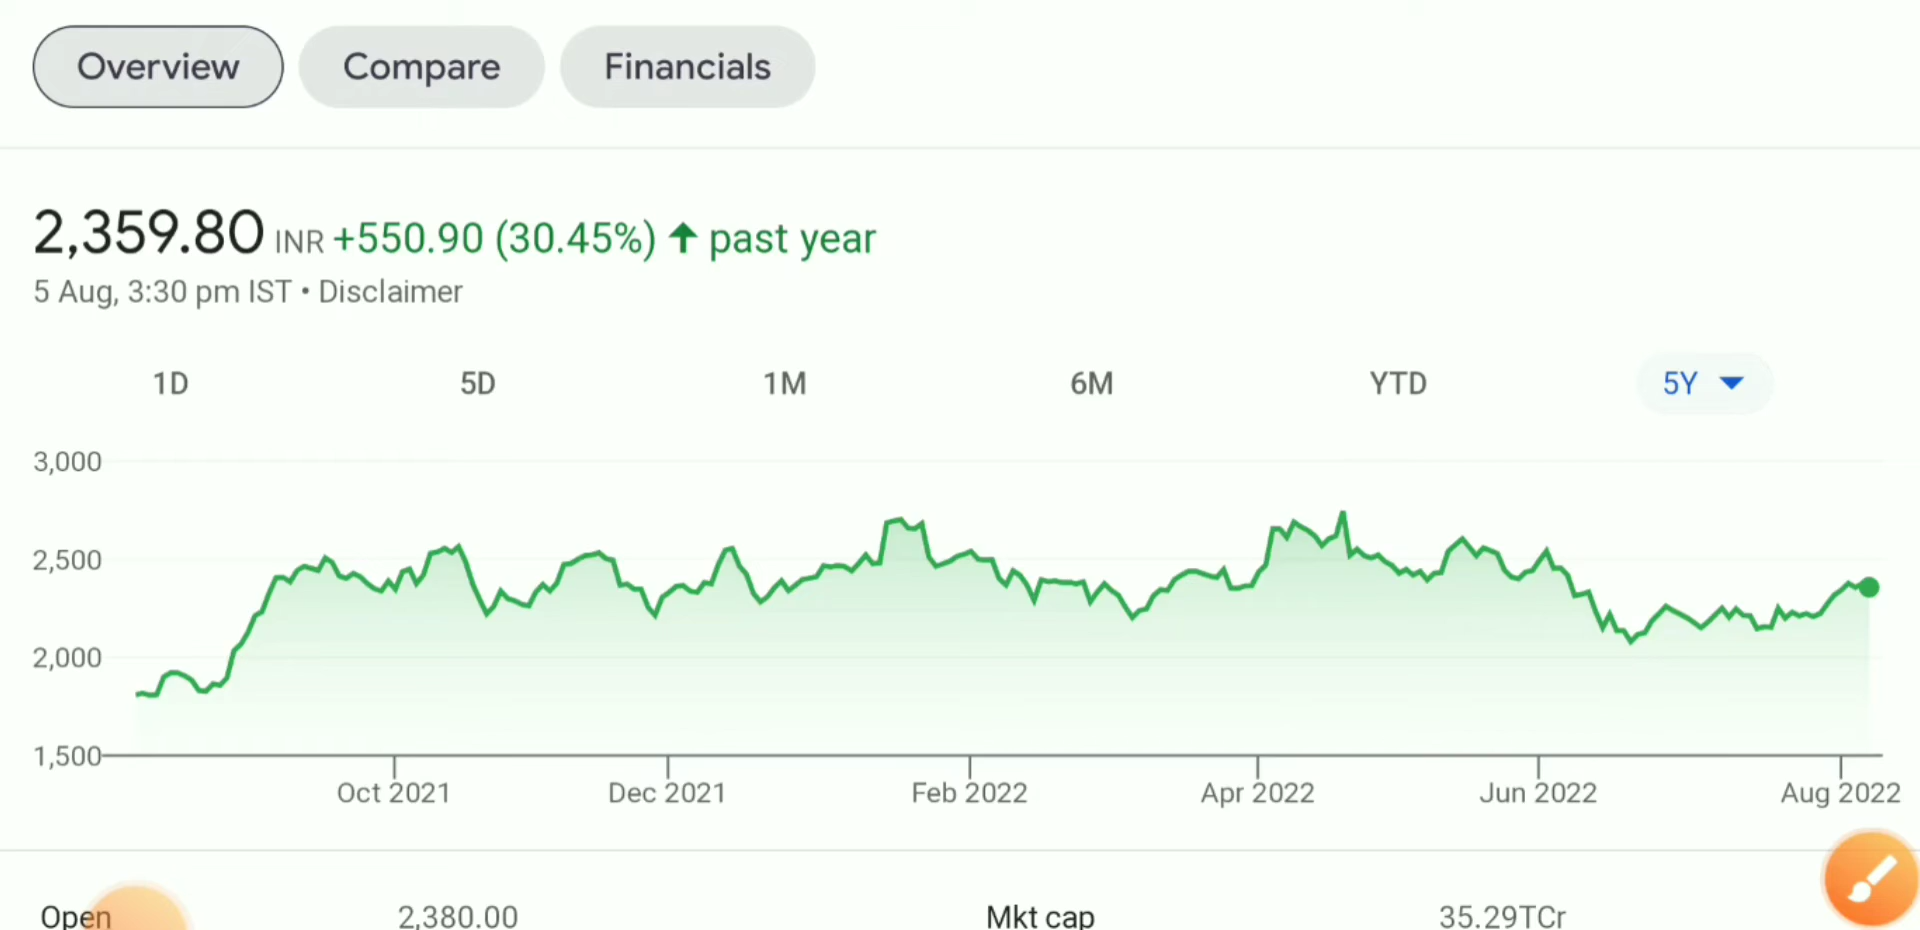 Overview Compare Financials
2,359.80 INR +550.90 (30.45%) ↑ past year
5 Aug, 3:30 pm IST • Disclaimer
1D 5D 1M 6M YTD 5Y
3,000
2,500
2,000
1,500
Oct 2021 Dec 2021 Feb 2022 Apr 2022 Jun 2022 Aug 2022
Open 2,380.00 Mkt cap 35.29TCr